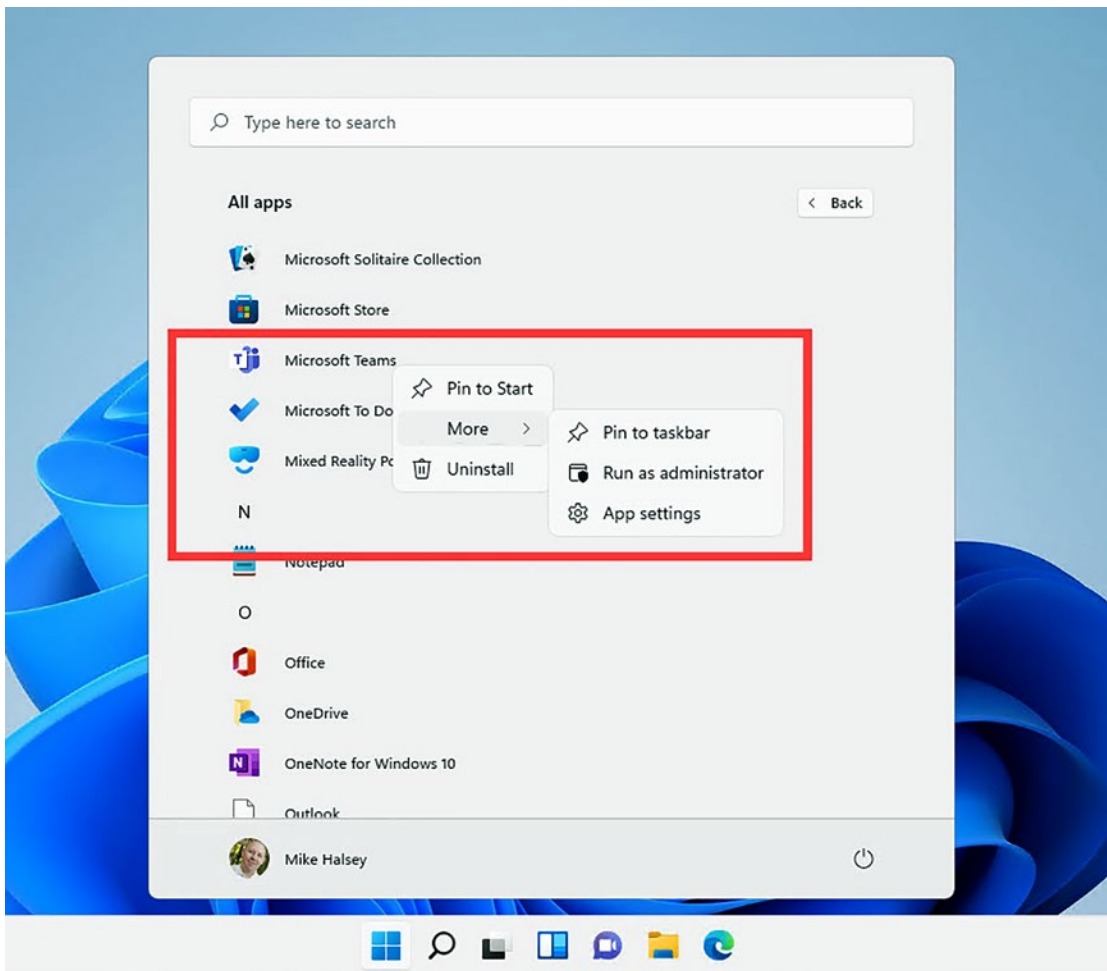 Type here to search
All apps
< Back
Microsoft Solitaire Collection
Microsoft Store
Microsoft Teams
Pin to Start
Microsoft To Do
More >
Pin to taskbar
Mixed Reality Po
Uninstall
Run as administrator
N
App settings
Notepad
O
Office
OneDrive
OneNote for Windows 10
Outlook
Mike Halsey